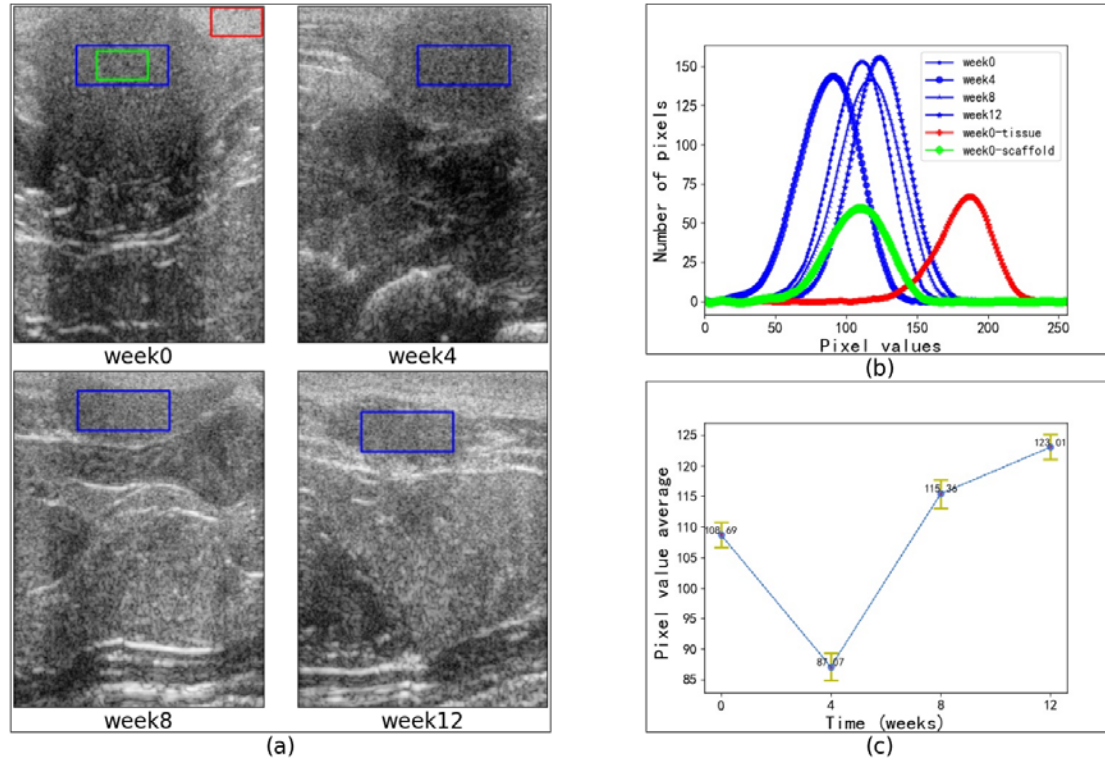 week0
week4
week8
week12
(a)
Number of pixels
150
125
100
75
50
25
0
week0
week4
week8
week12
week0-tissue
week0-scaffold
0 50 100 150 200 250
Pixel values
(b)
Pixel value average
125
120
115
110
105
100
95
90
85
108.69
87.07
115.36
123.01
0 4 8 12
Time (weeks)
(c)